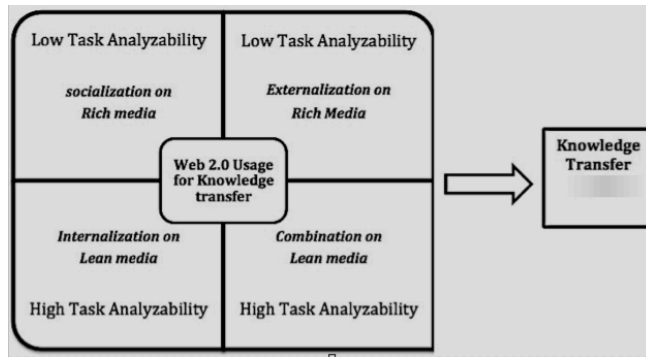 Low Task Analyzability
socialization on
Rich media
Low Task Analyzability
Externalization on
Rich Media
Web 2.0 Usage
for Knowledge
transfer
Internalization on
Lean media
High Task Analyzability
Combination on
Lean media
High Task Analyzability
Knowledge
Transfer